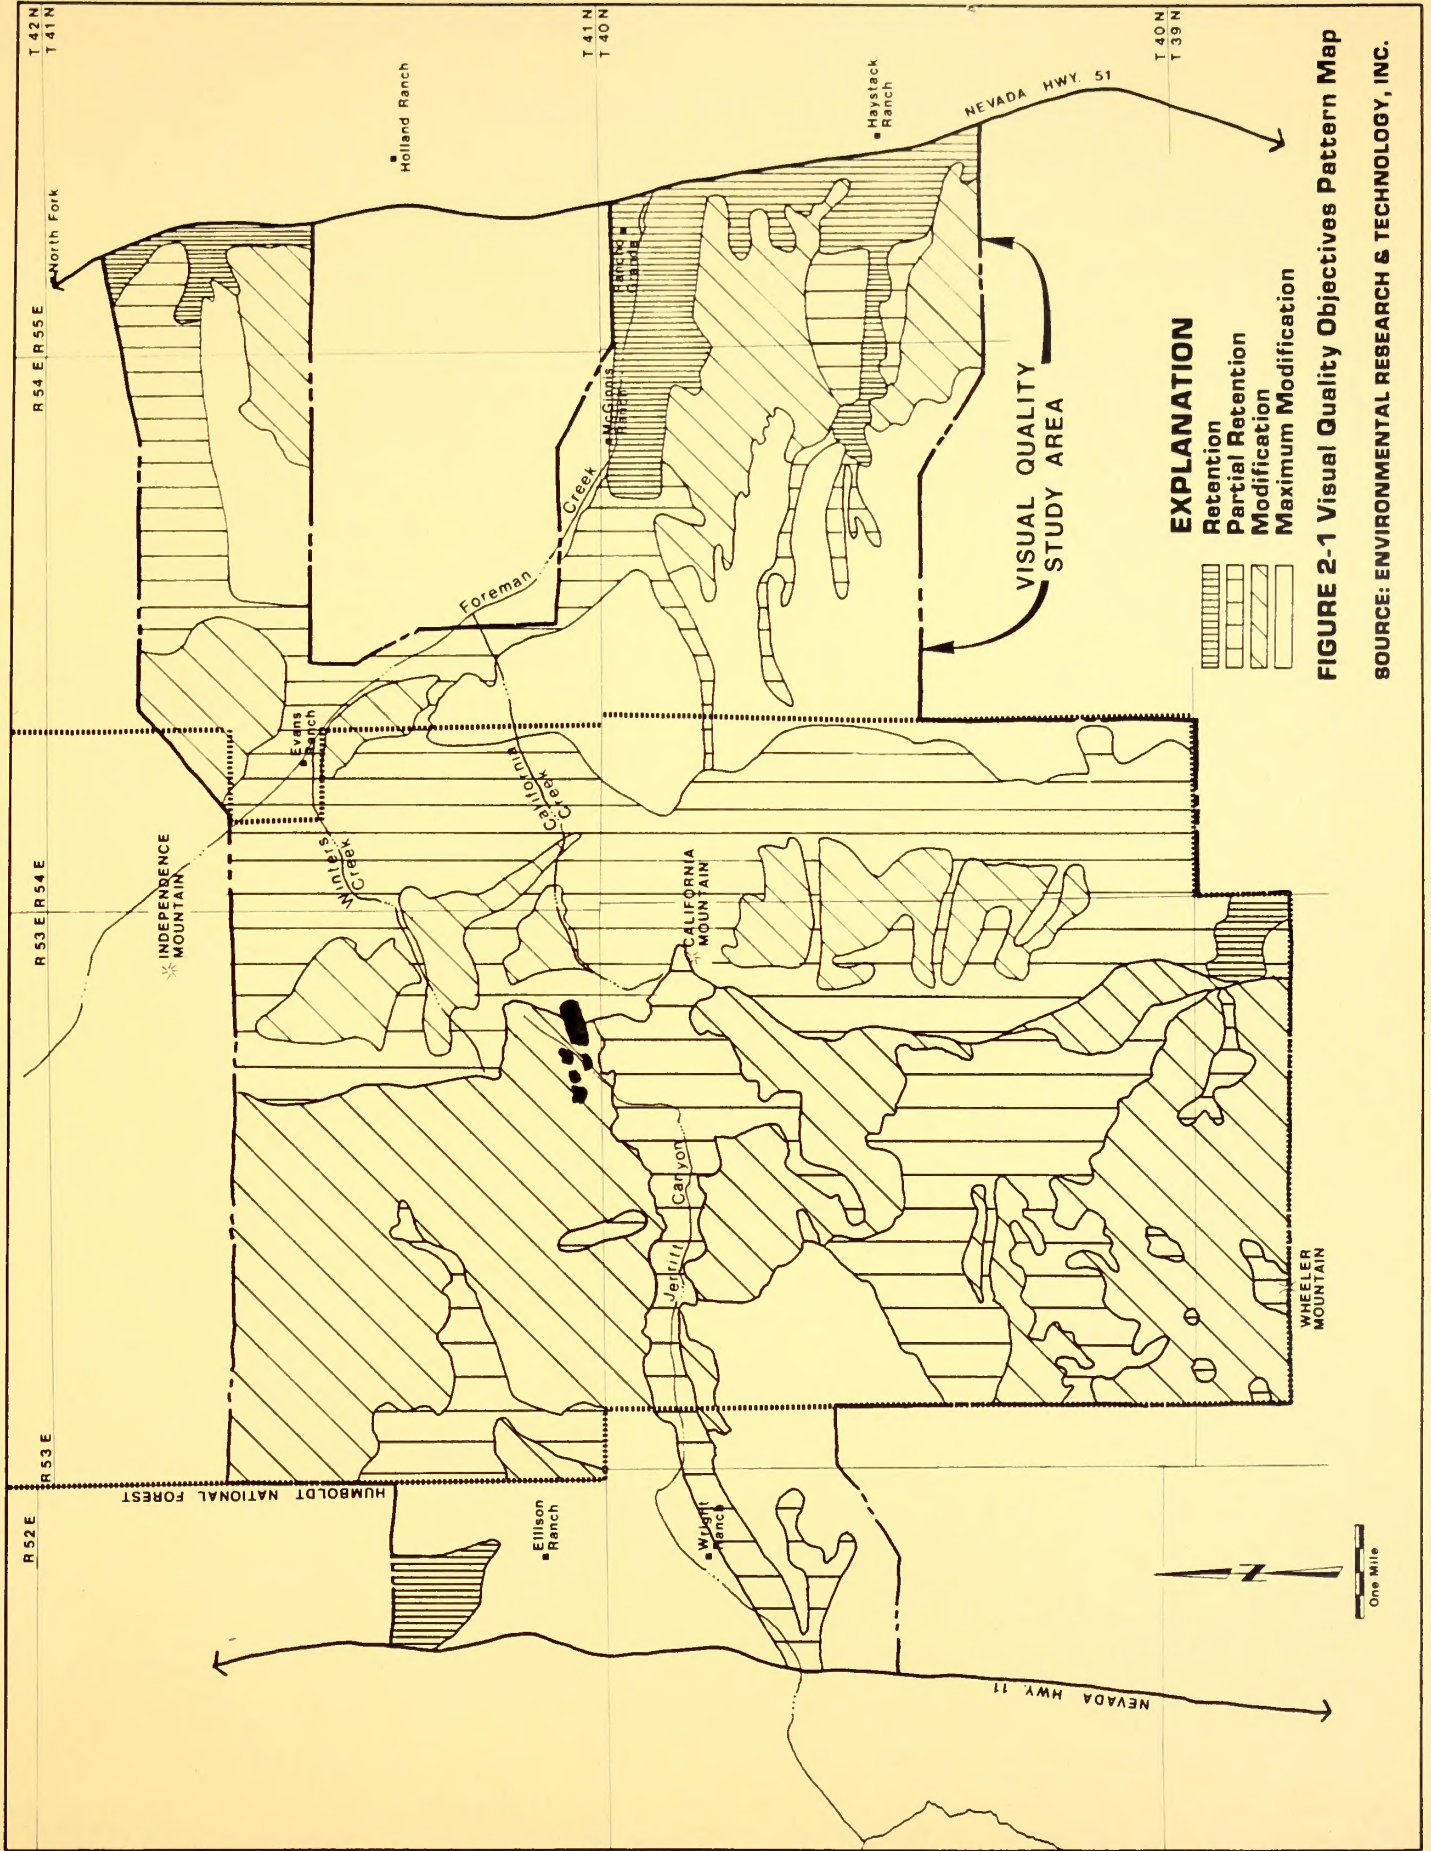 T 42 N
T 41 N
T 41 N
T 40 N
T 40 N
T 39 N
R 54 E R 55 E
R 53 E R 54 E
R 53 E
R 52 E
North Fork
Holland Ranch
Haystack
Ranch
NEVADA HWY. 51
Rancho
Grande
McGinnis
Ranch
Foreman Creek
Evans
Ranch
California
Creek
Winters
Creek
INDEPENDENCE
MOUNTAIN
CALIFORNIA
MOUNTAIN
Jerritt Canyon
WHEELER
MOUNTAIN
HUMBOLDT NATIONAL FOREST
Ellison
Ranch
Wright
Ranch
NEVADA HWY. 11
VISUAL QUALITY
STUDY AREA
N
One Mile
EXPLANATION
Retention
Partial Retention
Modification
Maximum Modification
FIGURE 2-1 Visual Quality Objectives Pattern Map
SOURCE: ENVIRONMENTAL RESEARCH & TECHNOLOGY, INC.